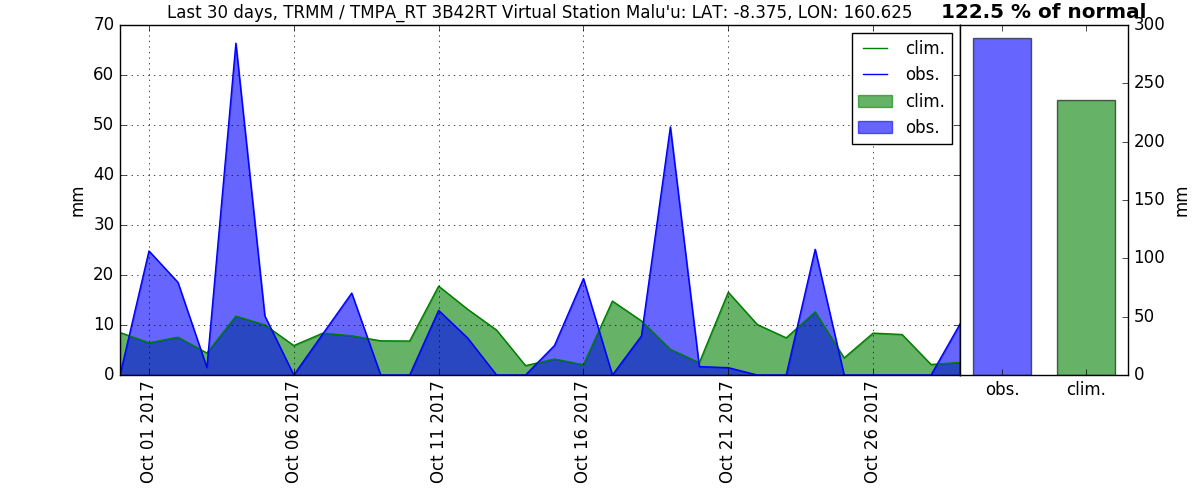 Last 30 days, TRMM / TMPA_RT 3B42RT Virtual Station Malu'u: LAT: -8.375, LON: 160.625
122.5 % of normal
70
60
50
40
30
20
10
0
mm
clim.
obs.
clim.
obs.
Oct 01 2017
Oct 06 2017
Oct 11 2017
Oct 16 2017
Oct 21 2017
Oct 26 2017
300
250
200
150
100
50
0
mm
obs.
clim.